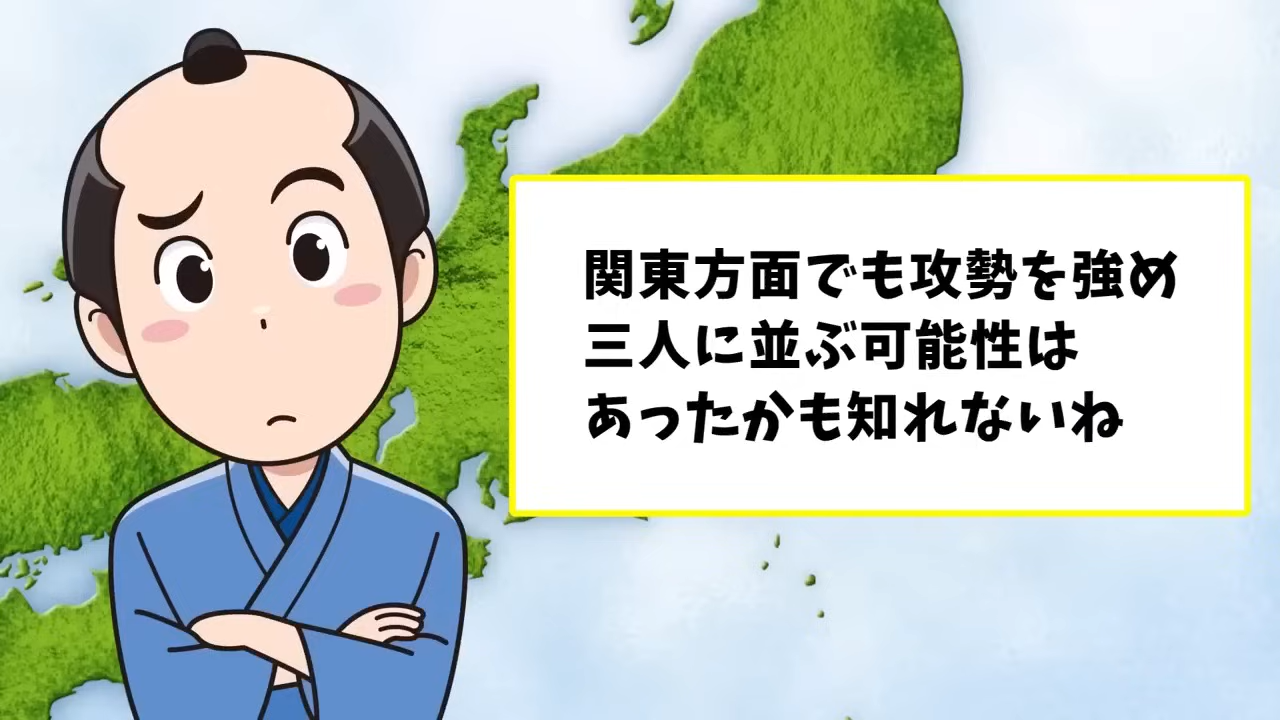 関東方面でも攻勢を強め
三人に並ぶ可能性は
あったかも知れないね